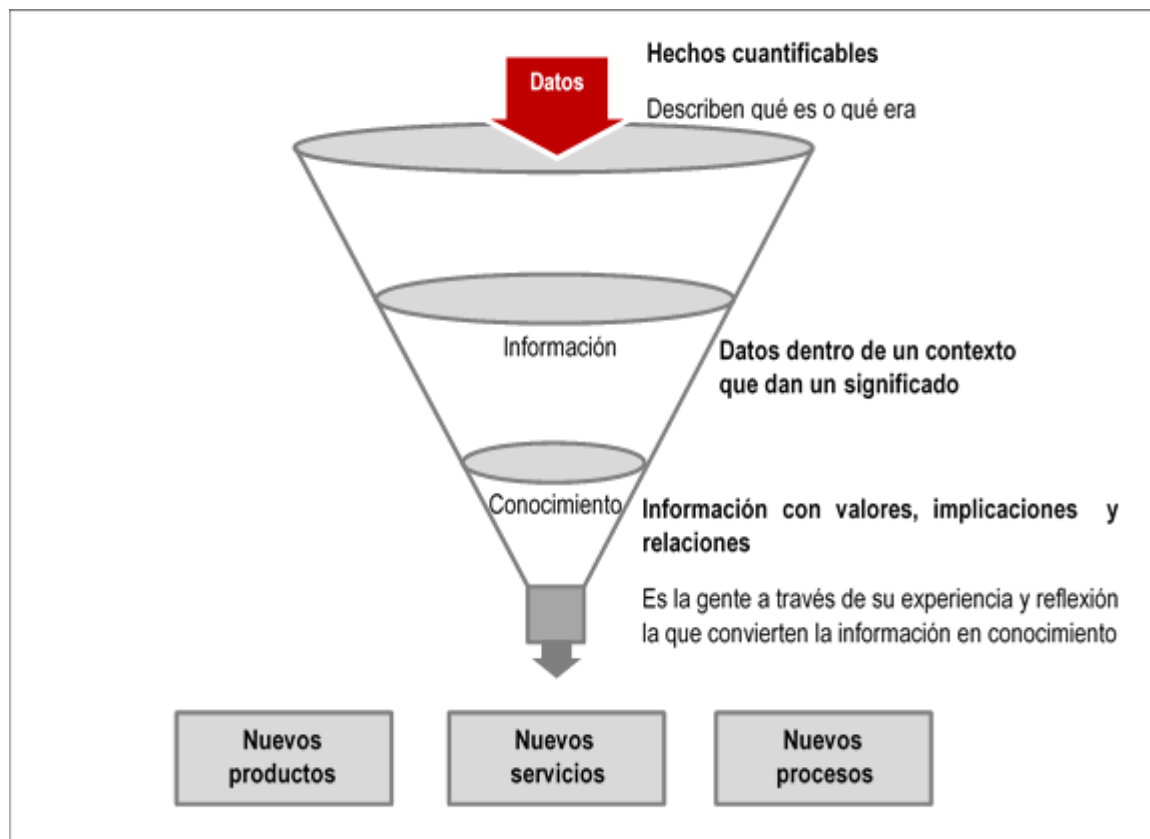 Datos
Hechos cuantificables
Describen qué es o qué era
Información
Datos dentro de un contexto
que dan un significado
Conocimiento
Información con valores, implicaciones y
relaciones
Es la gente a través de su experiencia y reflexión
la que convierten la información en conocimiento
Nuevos
productos
Nuevos
servicios
Nuevos
procesos